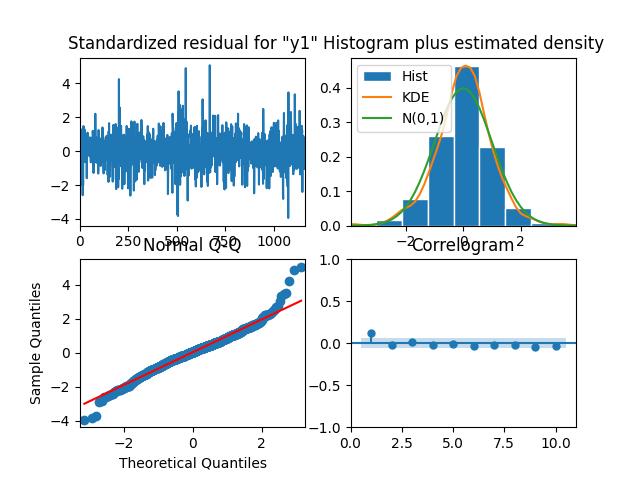 Standardized residual for "y1"
4
2
0
−2
−4
0 250 500 750 1000
Histogram plus estimated density
Hist
KDE
N(0,1)
0.4
0.3
0.2
0.1
0.0
−2 0 2
Normal Q-Q
Sample Quantiles
4
2
0
−2
−4
−2 0 2
Theoretical Quantiles
Correlogram
1.0
0.5
0.0
−0.5
−1.0
0.0 2.5 5.0 7.5 10.0